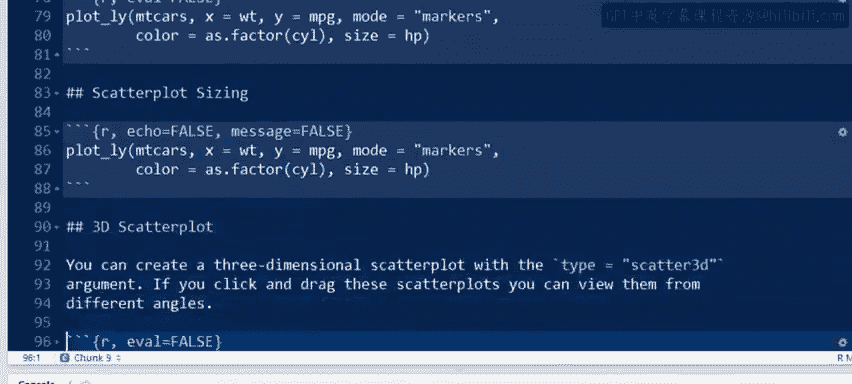 79 plot_ly(mtcars, x = wt, y = mpg, mode = "markers",
80 color = as.factor(cyl), size = hp)
81 ```
82
83 ## Scatterplot Sizing
84
85 ```{r, echo=FALSE, message=FALSE}
86 plot_ly(mtcars, x = wt, y = mpg, mode = "markers",
87 color = as.factor(cyl), size = hp)
88 ```
89
90 ## 3D Scatterplot
91
92 You can create a three-dimensional scatterplot with the `type = "scatter3d"`
93 argument. If you click and drag these scatterplots you can view them from
94 different angles.
95
96 ```{r, eval=FALSE}
96:1 Chunk 9 R M
Console